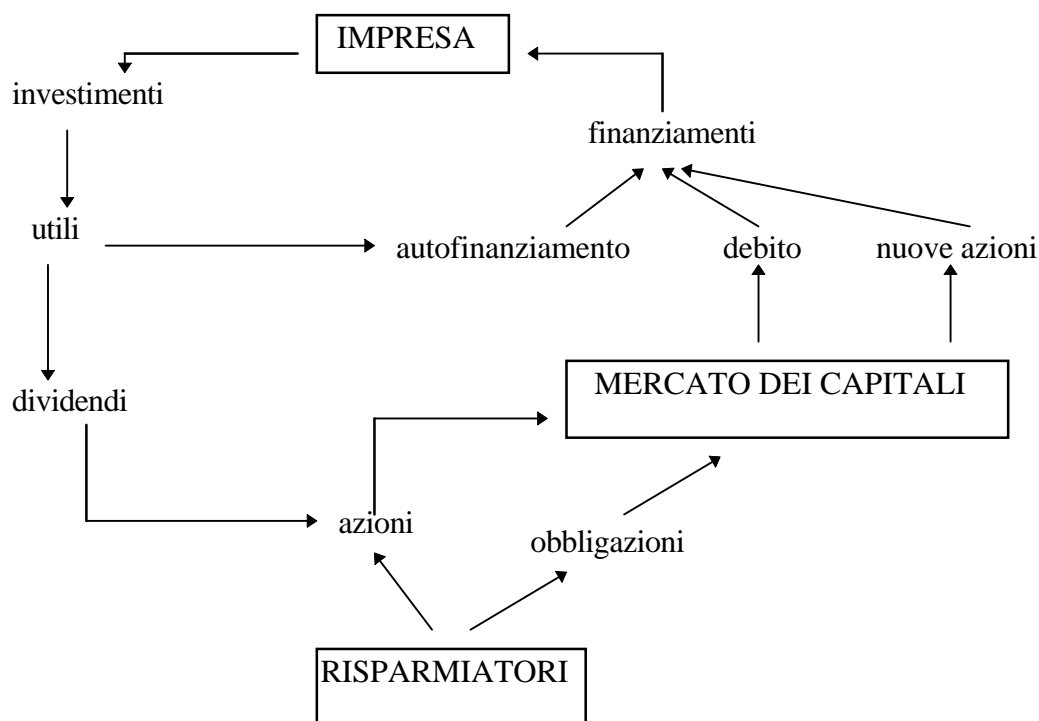 IMPRESA
investimenti
finanziamenti
utili
autofinanziamento
debito
nuove azioni
MERCATO DEI CAPITALI
dividendi
azioni
obbligazioni
RISPARMIATORI